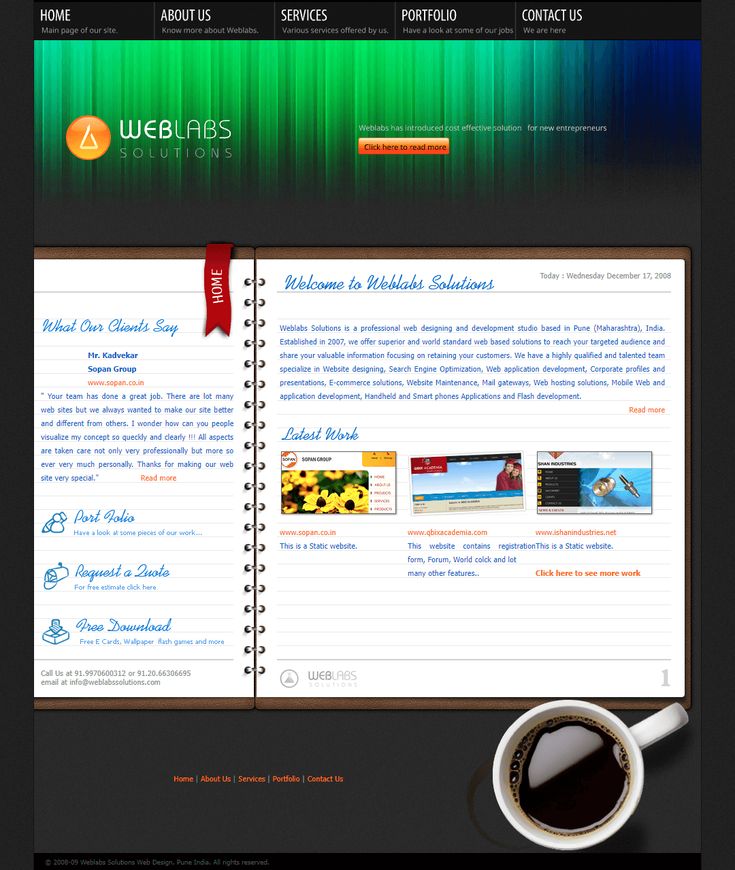 HOME
Main page of our site.
ABOUT US
Know more about Weblabs.
SERVICES
Various services offered by us.
PORTFOLIO
Have a look at some of our jobs
CONTACT US
We are here
WEBLABS
SOLUTIONS
Weblabs has introduced cost effective solution for new entrepreneurs
Click here to read more
HOME
What Our Clients Say
Mr. Kadvekar
Sopan Group
www.sopan.co.in
" Your team has done a great job. There are lot many
web sites but we always wanted to make our site better
and different from others. I wonder how can you people
visualize my concept so queckly and clearly !!! All aspects
are taken care not only very professionally but more so
ever very much personally. Thanks for making our web
site very special." Read more
Port Folio
Have a look at some pieces of our work...
Request a Quote
For free estimate click here.
Free Download
Free E Cards, Wallpaper flash games and more
Call Us at 91.9970600312 or 91.20.66306695
email at info@weblabssolutions.com
Today : Wednesday December 17, 2008
Welcome to Weblabs Solutions
Weblabs Solutions is a professional web designing and development studio based in Pune (Maharashtra), India.
Established in 2007, we offer superior and world standard web based solutions to reach your targeted audience and
share your valuable information focusing on retaining your customers. We have a highly qualified and talented team
specialize in Website designing, Search Engine Optimization, Web application development, Corporate profiles and
presentations, E-commerce solutions, Website Maintenance, Mail gateways, Web hosting solutions, Mobile Web and
application development, Handheld and Smart phones Applications and Flash development.
Read more
Latest Work
SOPAN
SOPAN GROUP
HOME
ABOUT US
PROJECTS
SERVICES
PRODUCTS
ACADEMIA
ISHAN INDUSTRIES
www.sopan.co.in
This is a Static website.
www.qbixacademia.com
This website contains registration
form, Forum, World colck and lot
many other features..
www.ishanindustries.net
This is a Static website.
Click here to see more work
WEBLABS
SOLUTIONS
1
Home | About Us | Services | Portfolio | Contact Us
© 2008-09 Weblabs Solutions Web Design. Pune India. All rights reserved.